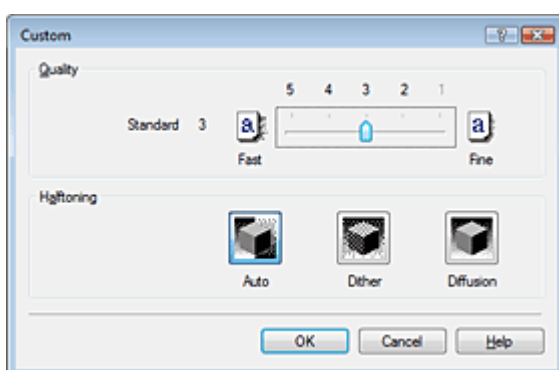 Custom
Quality
5 4 3 2 1
Standard 3
a a
Fast Fine
Halftoning
Auto Dither Diffusion
OK Cancel Help